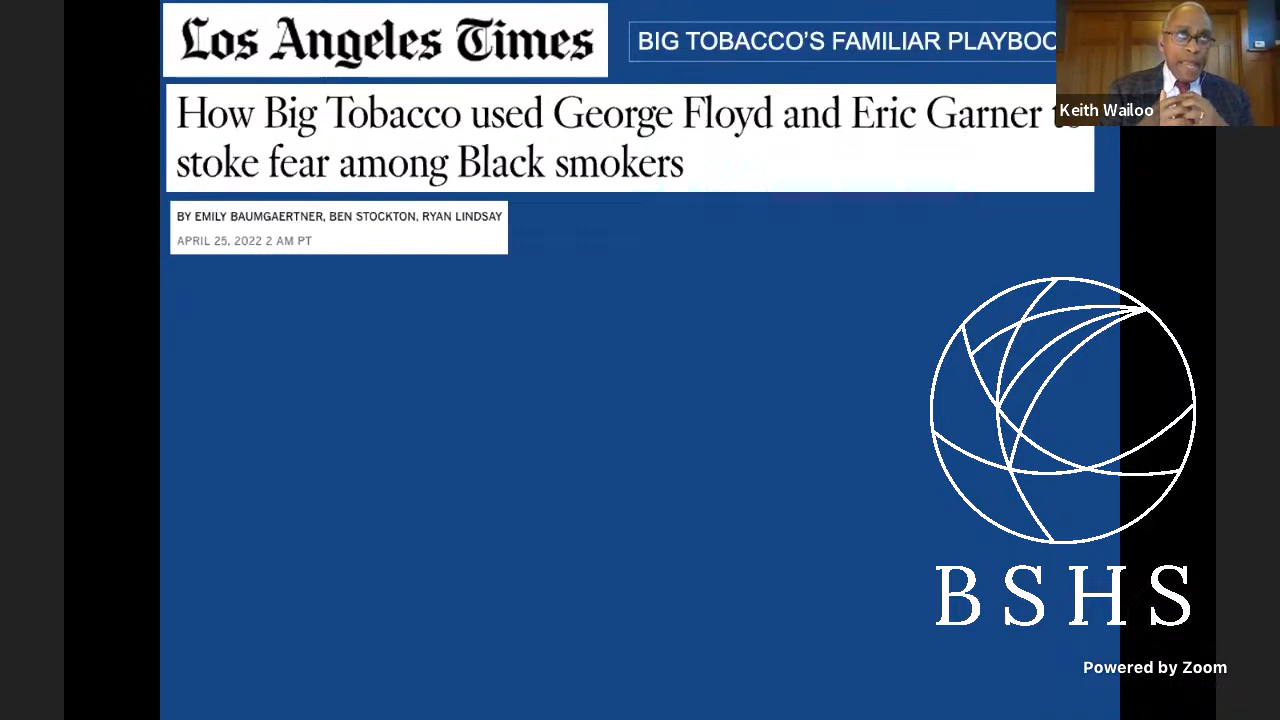 Los Angeles Times
BIG TOBACCO'S FAMILIAR PLAYBOO
Keith Wailoo
How Big Tobacco used George Floyd and Eric Garner
stoke fear among Black smokers
BY EMILY BAUMGAERTNER, BEN STOCKTON, RYAN LINDSAY
APRIL 25, 2022 2 AM PT
BSHS
Powered by Zoom